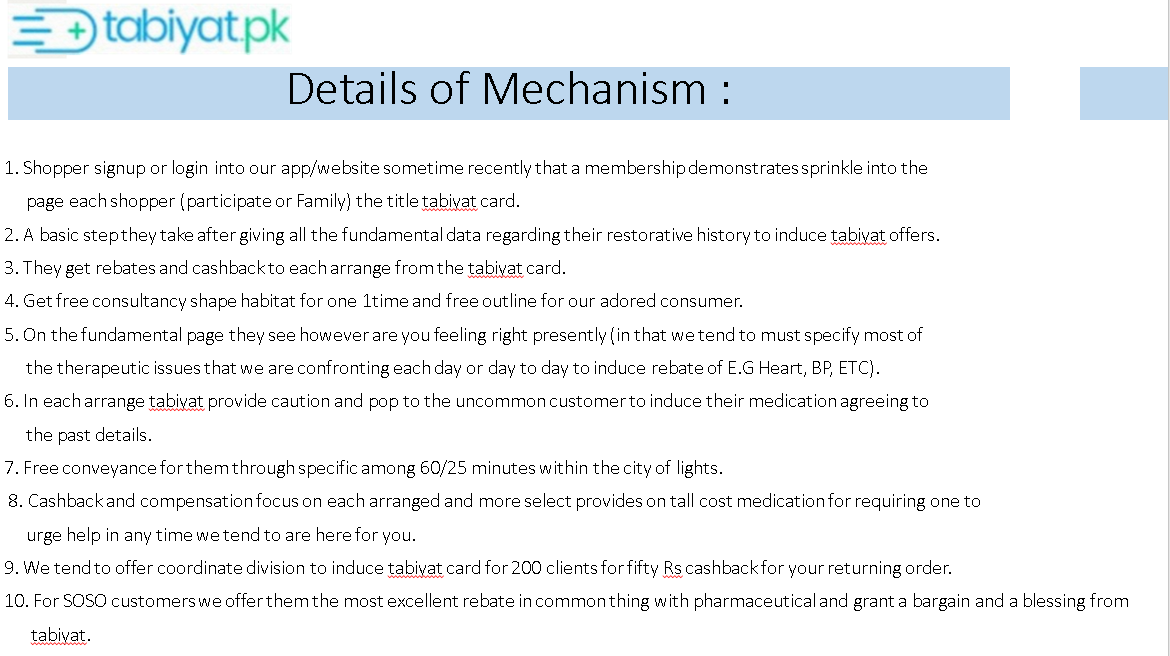 tabiyat.pk
Details of Mechanism :
1. Shopper signup or login into our app/website sometime recently that a membership demonstrates sprinkle into the
page each shopper (participate or Family) the title tabiyat card.
2. A basic step they take after giving all the fundamental data regarding their restorative history to induce tabiyat offers.
3. They get rebates and cashback to each arrange from the tabiyat card.
4. Get free consultancy shape habitat for one 1time and free outline for our adored consumer.
5. On the fundamental page they see however are you feeling right presently (in that we tend to must specify most of
the therapeutic issues that we are confronting each day or day to day to induce rebate of E.G Heart, BP, ETC).
6. In each arrange tabiyat provide caution and pop to the uncommon customer to induce their medication agreeing to
the past details.
7. Free conveyance for them through specific among 60/25 minutes within the city of lights.
8. Cashback and compensation focus on each arranged and more select provides on tall cost medication for requiring one to
urge help in any time we tend to are here for you.
9. We tend to offer coordinate division to induce tabiyat card for 200 clients for fifty Rs cashback for your returning order.
10. For SOSO customers we offer them the most excellent rebate in common thing with pharmaceutical and grant a bargain and a blessing from
tabiyat.